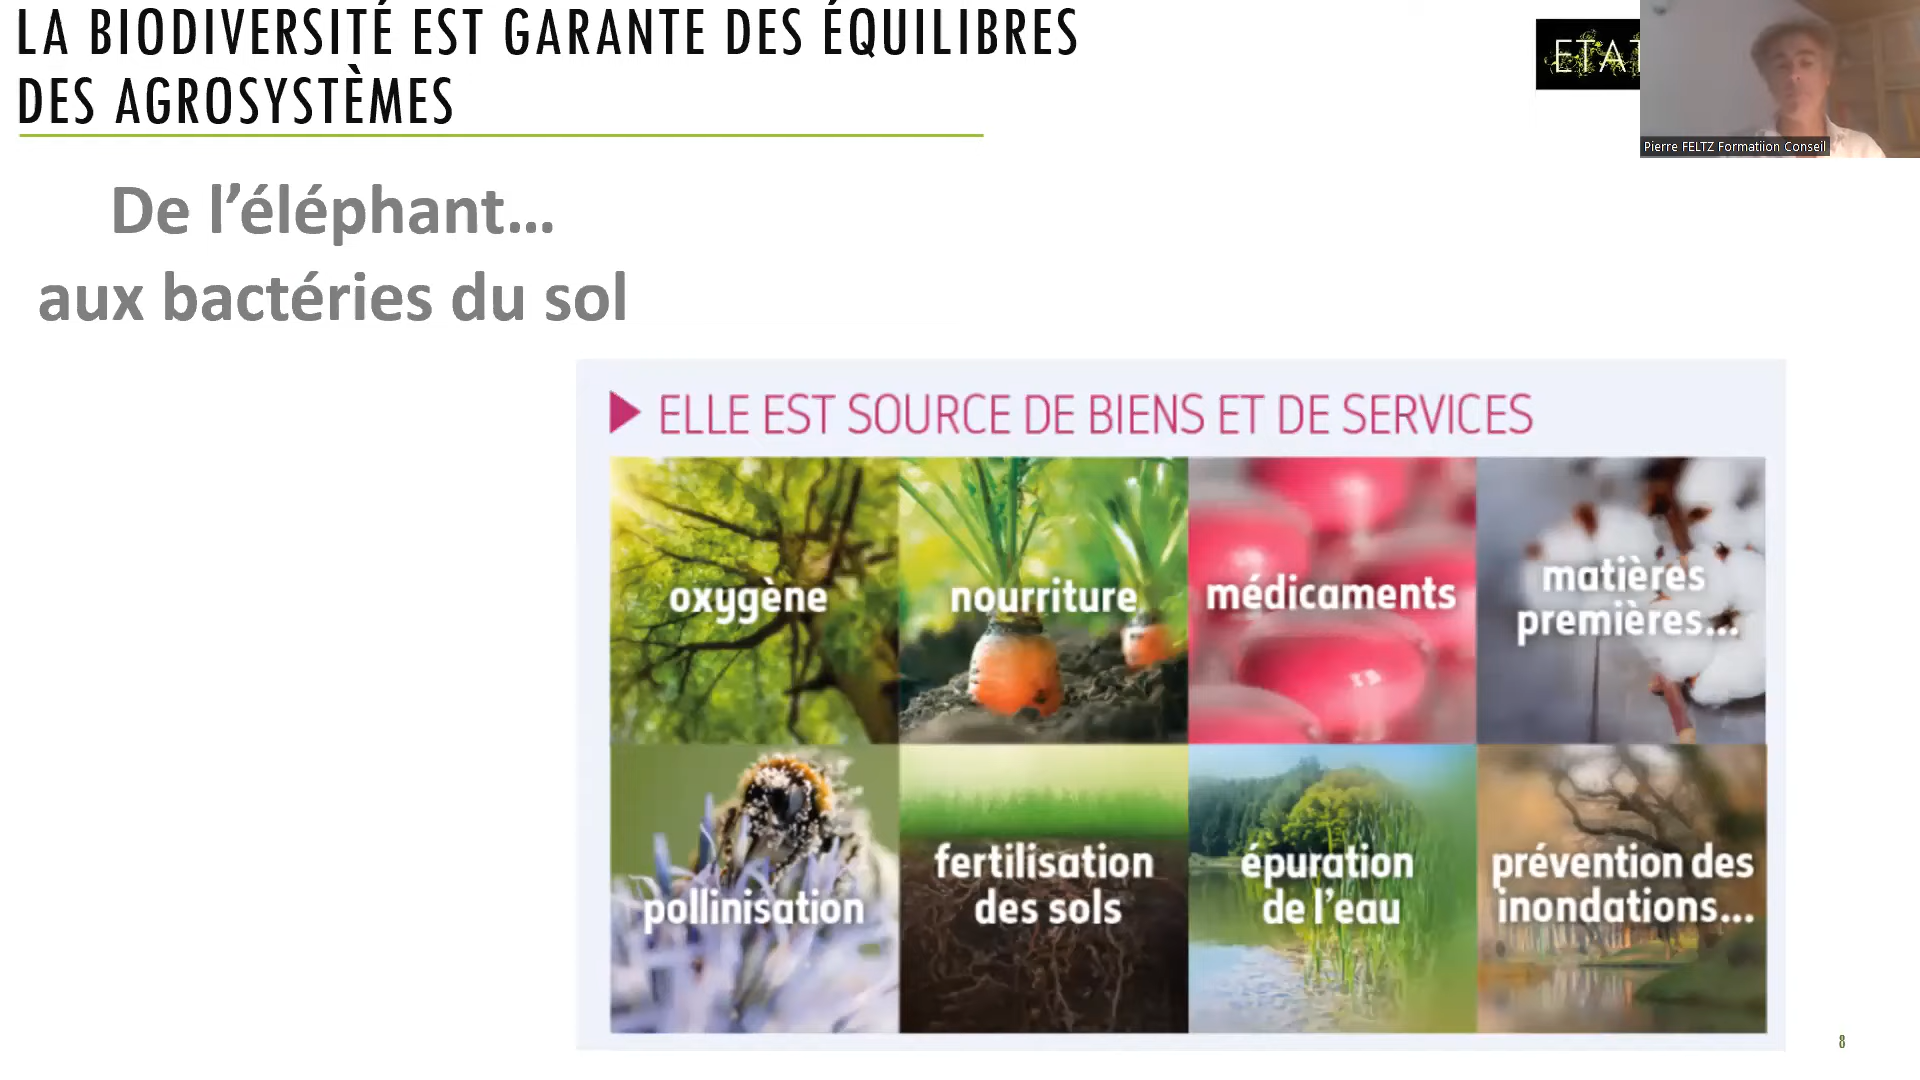 LA BIODIVERSITÉ EST GARANTE DES ÉQUILIBRES
DES AGROSYSTÈMES
ETAT
Pierre FELTZ Formatiion Conseil
De l’éléphant…
aux bactéries du sol
ELLE EST SOURCE DE BIENS ET DE SERVICES
oxygène
nourriture
médicaments
matières
premières...
pollinisation
fertilisation
des sols
épuration
de l’eau
prévention des
inondations...
8